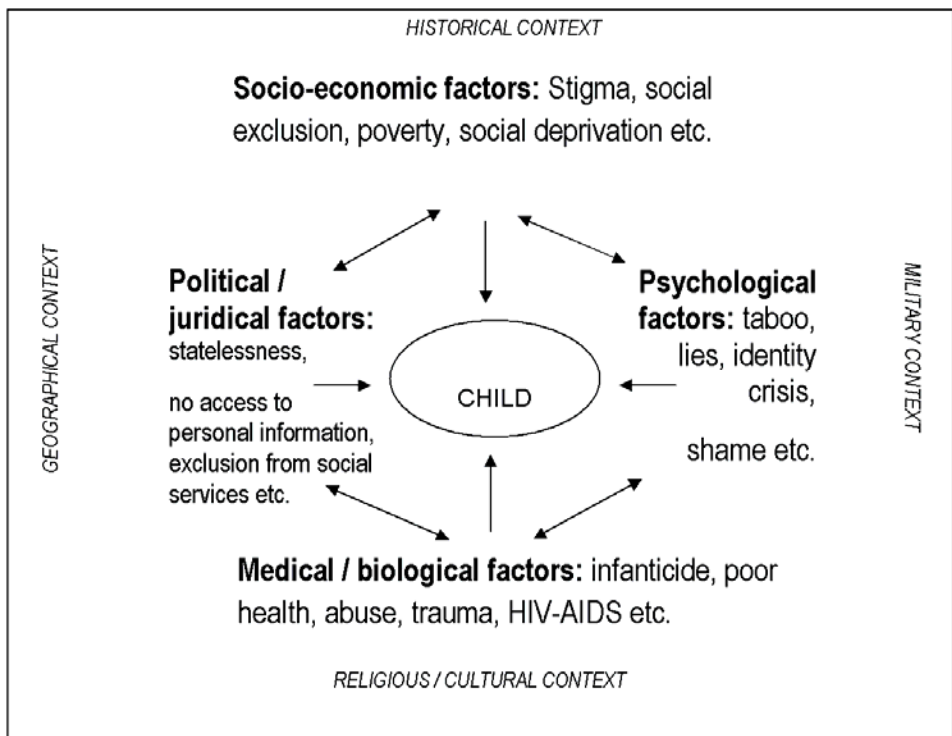 HISTORICAL CONTEXT
Socio-economic factors: Stigma, social
exclusion, poverty, social deprivation etc.
GEOGRAPHICAL CONTEXT
Political /
juridical factors:
statelessness,
no access to
personal information,
exclusion from social
services etc.
CHILD
Psychological
factors: taboo,
lies, identity
crisis,
shame etc.
MILITARY CONTEXT
Medical / biological factors: infanticide, poor
health, abuse, trauma, HIV-AIDS etc.
RELIGIOUS / CULTURAL CONTEXT